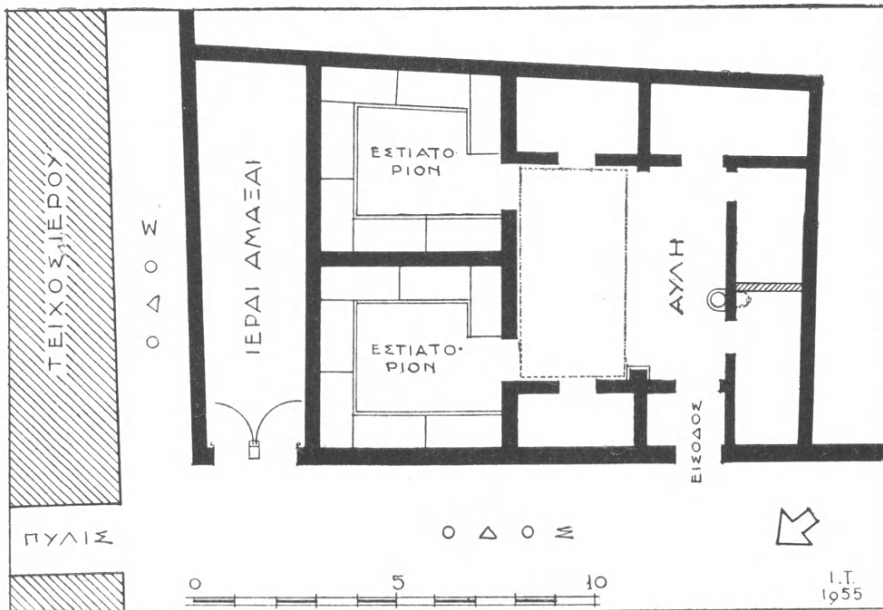 ΤΕΙΧΟΣ ΙΕΡΟΥ
ΟΔΟΣ
ΙΕΡΑΙ ΑΜΑΞΑΙ
ΕΣΤΙΑΤΟ·
ΡΙΟΝ
ΕΣΤΙΑΤΟ·
ΡΙΟΝ
ΑΥΛΗ
ΕΙΣΟΔΟΣ
ΠΥΛΙΣ
ΟΔΟΣ
0 5 10
I.T.
1955